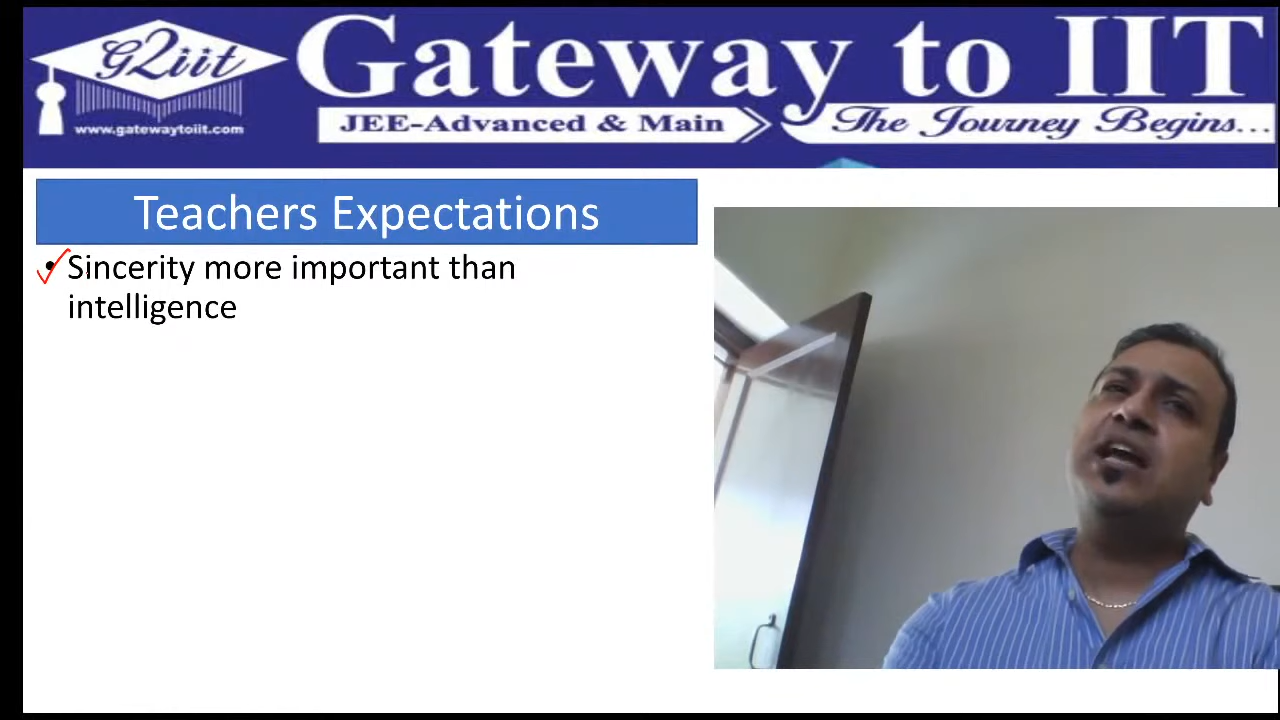 G2iit
www.gatewaytoiit.com
Gateway to IIT
JEE-Advanced & Main
The Journey Begins...
Teachers Expectations
• Sincerity more important than
intelligence